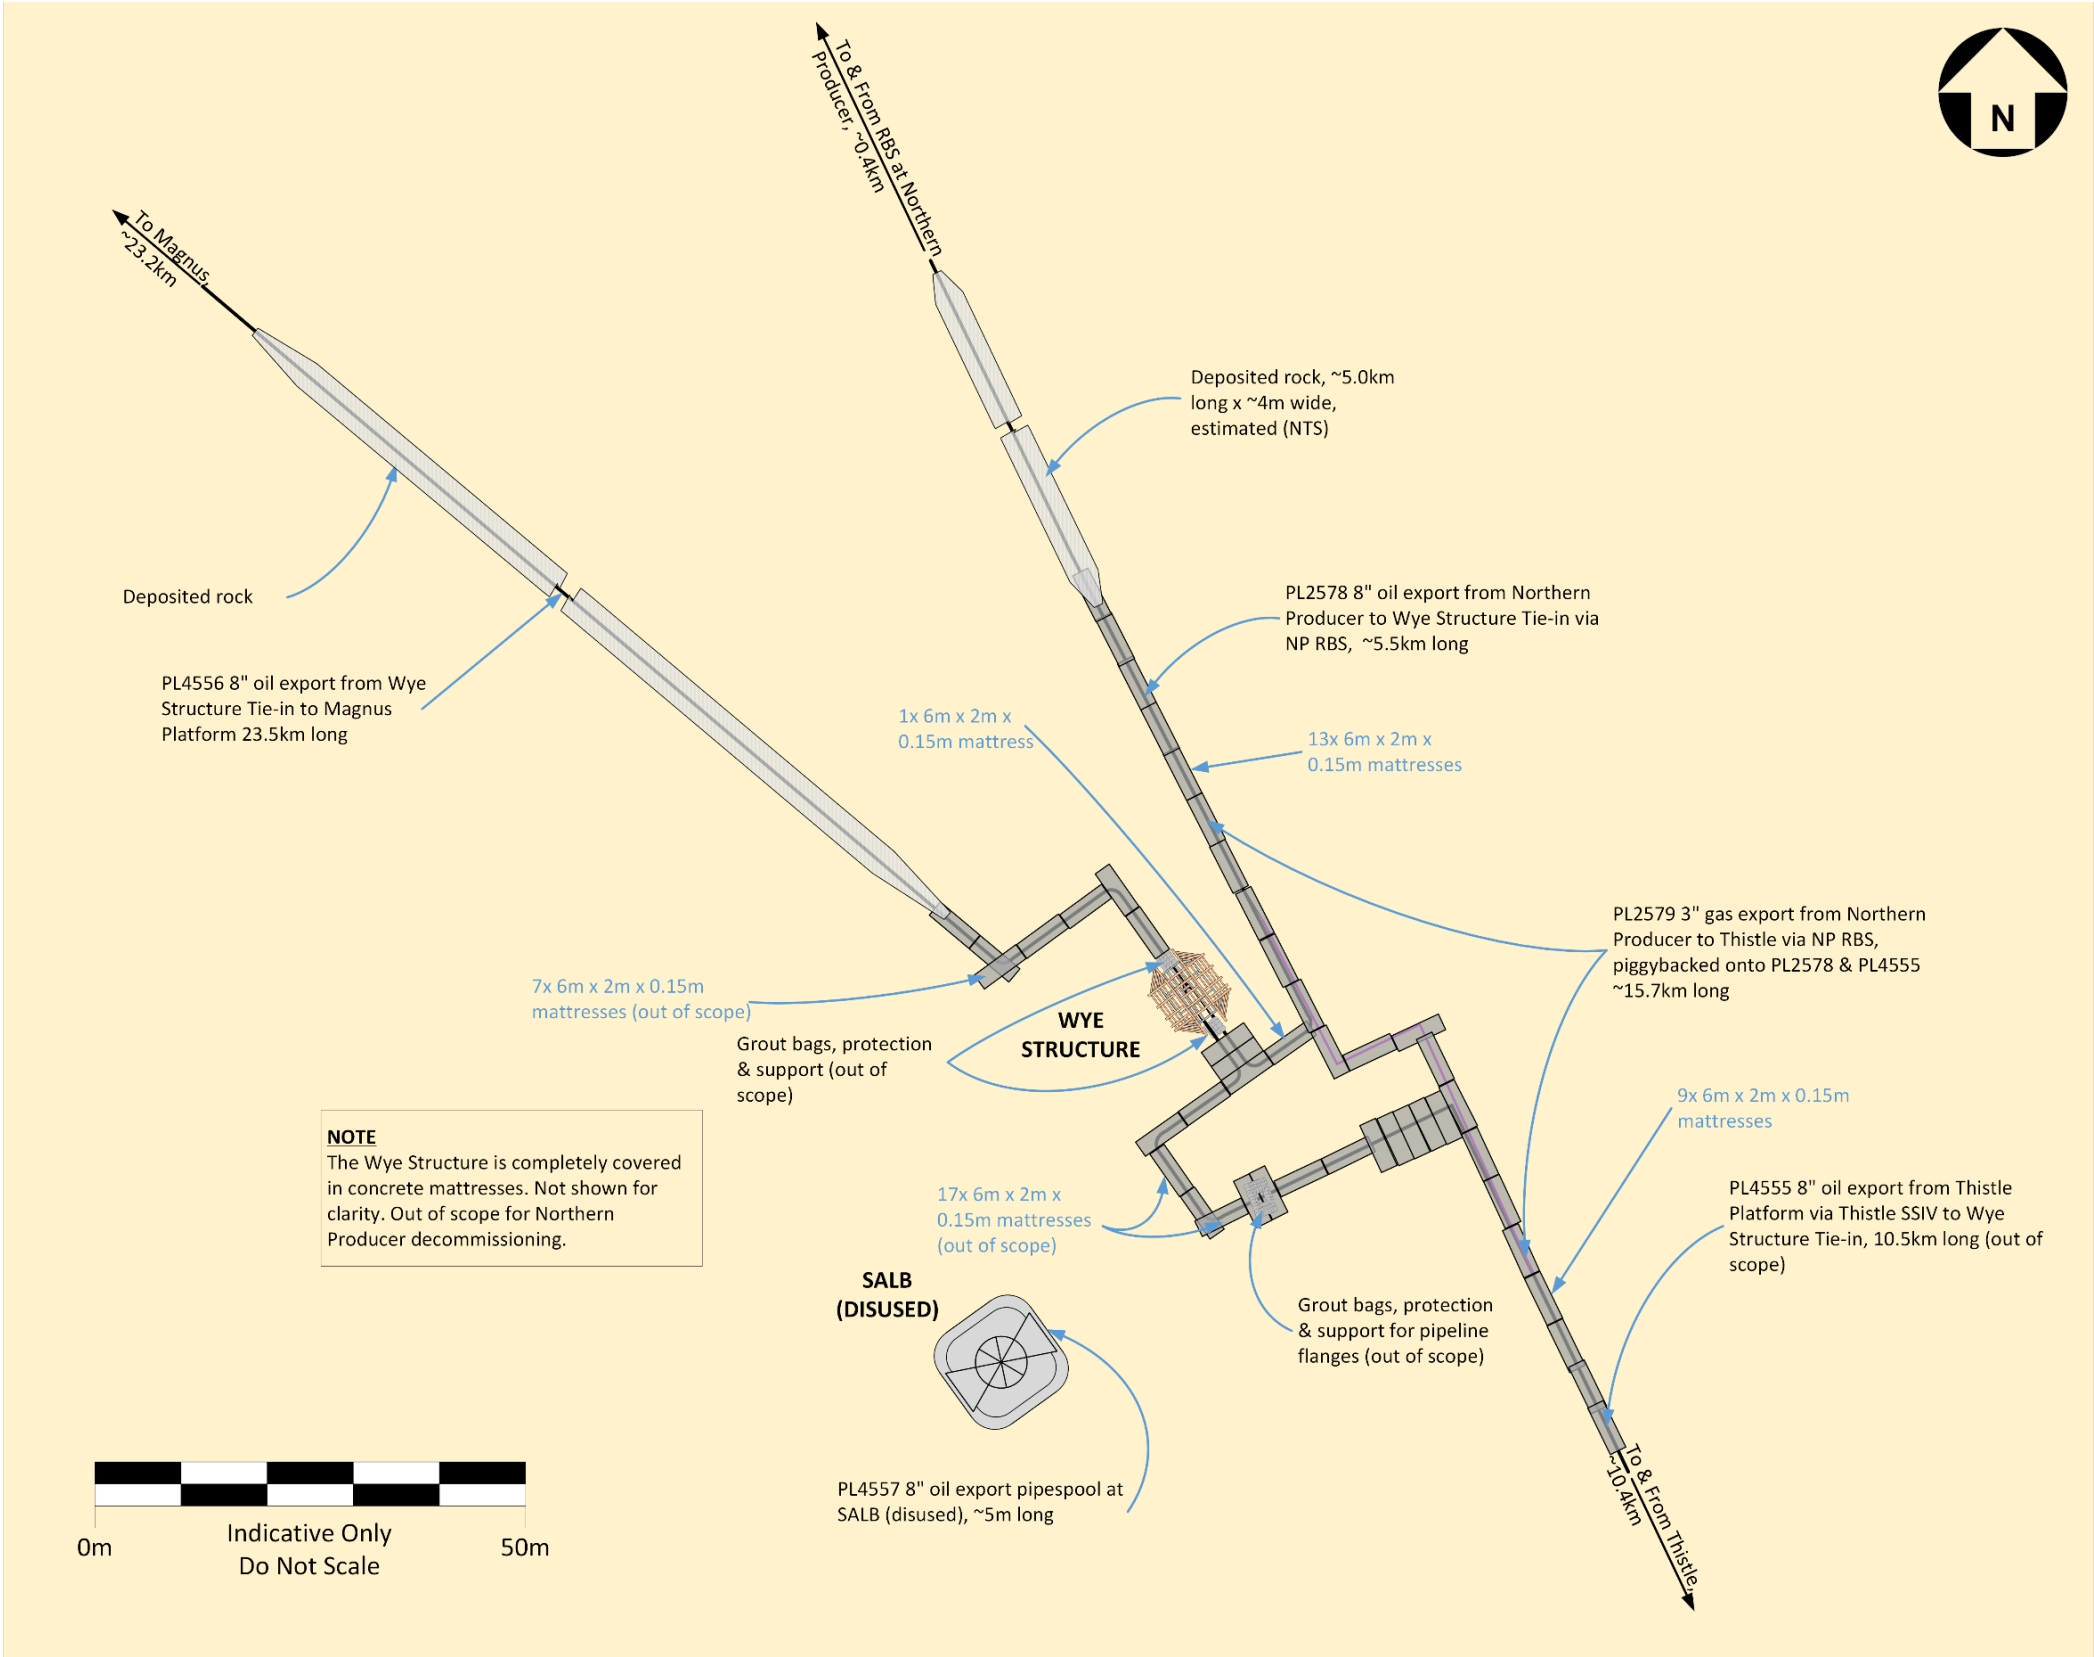 To & From RBS at Northern
Producer, ~0.4km
N
To Magnus,
~23.2km
Deposited rock, ~5.0km
long x ~4m wide,
estimated (NTS)
Deposited rock
PL2578 8" oil export from Northern
Producer to Wye Structure Tie-in via
NP RBS, ~5.5km long
PL4556 8" oil export from Wye
Structure Tie-in to Magnus
Platform 23.5km long
1x 6m x 2m x
0.15m mattress
13x 6m x 2m x
0.15m mattresses
PL2579 3" gas export from Northern
Producer to Thistle via NP RBS,
piggybacked onto PL2578 & PL4555
~15.7km long
7x 6m x 2m x 0.15m
mattresses (out of scope)
WYE
STRUCTURE
Grout bags, protection
& support (out of
scope)
9x 6m x 2m x 0.15m
mattresses
NOTE
The Wye Structure is completely covered
in concrete mattresses. Not shown for
clarity. Out of scope for Northern
Producer decommissioning.
17x 6m x 2m x
0.15m mattresses
(out of scope)
PL4555 8" oil export from Thistle
Platform via Thistle SSIV to Wye
Structure Tie-in, 10.5km long (out of
scope)
SALB
(DISUSED)
Grout bags, protection
& support for pipeline
flanges (out of scope)
PL4557 8" oil export pipespool at
SALB (disused), ~5m long
To & From Thistle,
~10.4km
0m
Indicative Only
Do Not Scale
50m